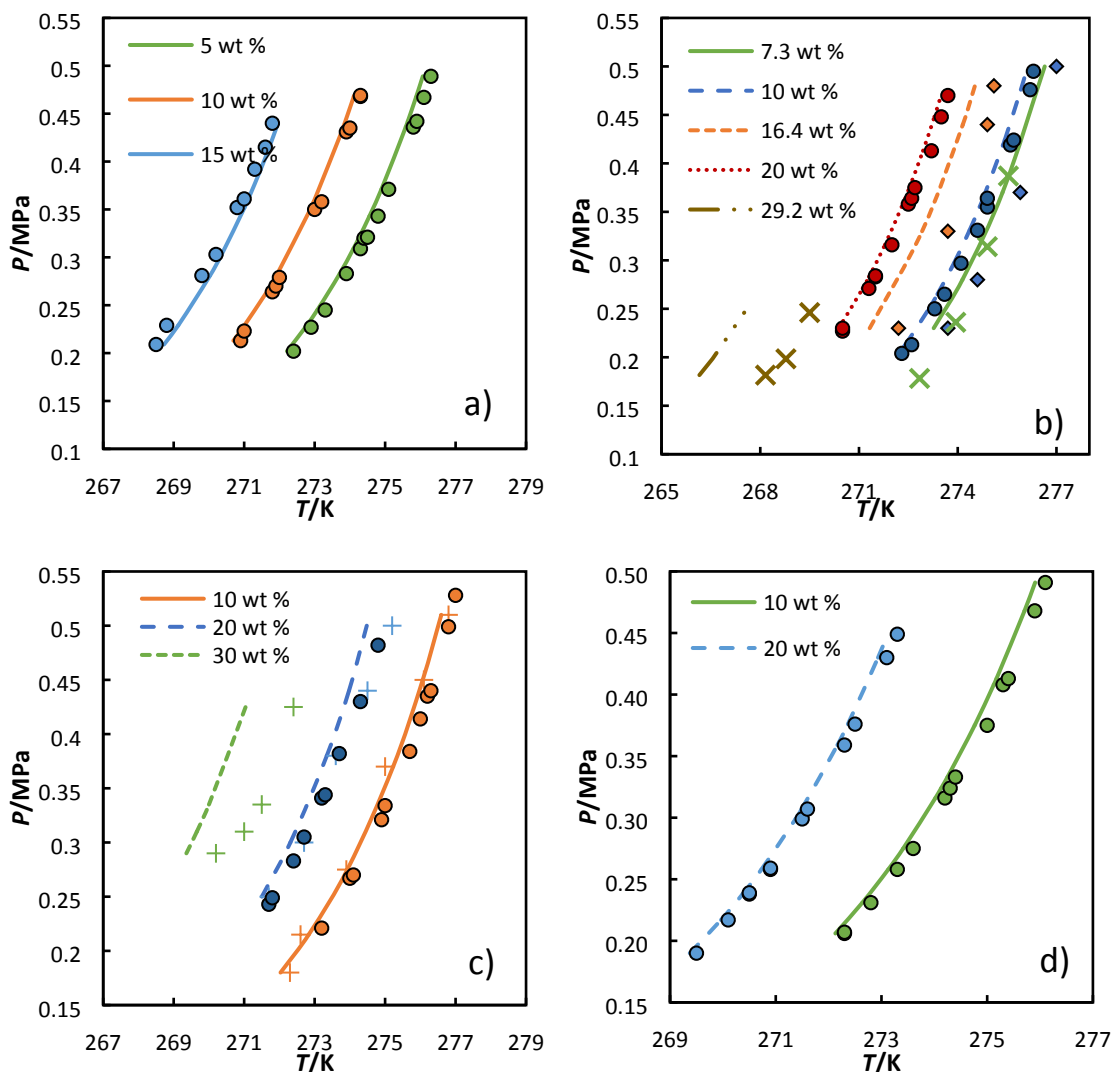 0.55
0.5
0.45
0.4
0.35
0.3
0.25
0.2
0.15
0.1
P/MPa
5 wt %
10 wt %
15 wt %
a)
267 269 271 273 275 277 279
T/K
0.55
0.5
0.45
0.4
0.35
0.3
0.25
0.2
0.15
0.1
P/MPa
7.3 wt %
10 wt %
16.4 wt %
20 wt %
29.2 wt %
b)
265 268 271 274 277
T/K
0.55
0.5
0.45
0.4
0.35
0.3
0.25
0.2
0.15
P/MPa
10 wt %
20 wt %
30 wt %
c)
267 269 271 273 275 277 279
T/K
0.50
0.45
0.40
0.35
0.30
0.25
0.20
0.15
P/MPa
10 wt %
20 wt %
d)
269 271 273 275 277
T/K